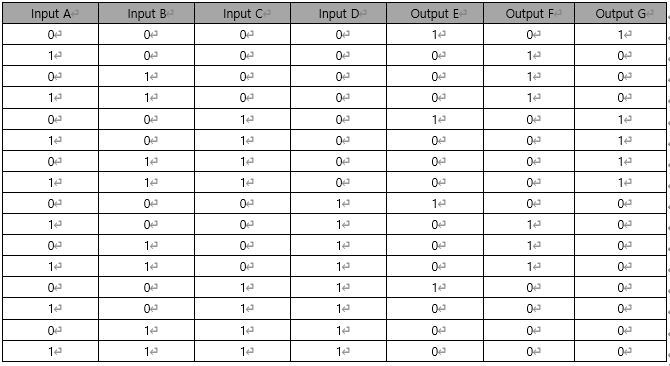 Input A↵ Input B↵ Input C↵ Input D↵ Output E↵ Output F↵ Output G↵
0↵ 0↵ 0↵ 0↵ 1↵ 0↵ 1↵
1↵ 0↵ 0↵ 0↵ 0↵ 1↵ 0↵
0↵ 1↵ 0↵ 0↵ 0↵ 1↵ 0↵
1↵ 1↵ 0↵ 0↵ 0↵ 1↵ 0↵
0↵ 0↵ 1↵ 0↵ 1↵ 0↵ 1↵
1↵ 0↵ 1↵ 0↵ 0↵ 0↵ 1↵
0↵ 1↵ 1↵ 0↵ 0↵ 0↵ 1↵
1↵ 1↵ 1↵ 0↵ 0↵ 0↵ 1↵
0↵ 0↵ 0↵ 1↵ 1↵ 0↵ 0↵
1↵ 0↵ 0↵ 1↵ 0↵ 1↵ 0↵
0↵ 1↵ 0↵ 1↵ 0↵ 1↵ 0↵
1↵ 1↵ 0↵ 1↵ 0↵ 1↵ 0↵
0↵ 0↵ 1↵ 1↵ 1↵ 0↵ 0↵
1↵ 0↵ 1↵ 1↵ 0↵ 0↵ 0↵
0↵ 1↵ 1↵ 1↵ 0↵ 0↵ 0↵
1↵ 1↵ 1↵ 1↵ 0↵ 0↵ 0↵